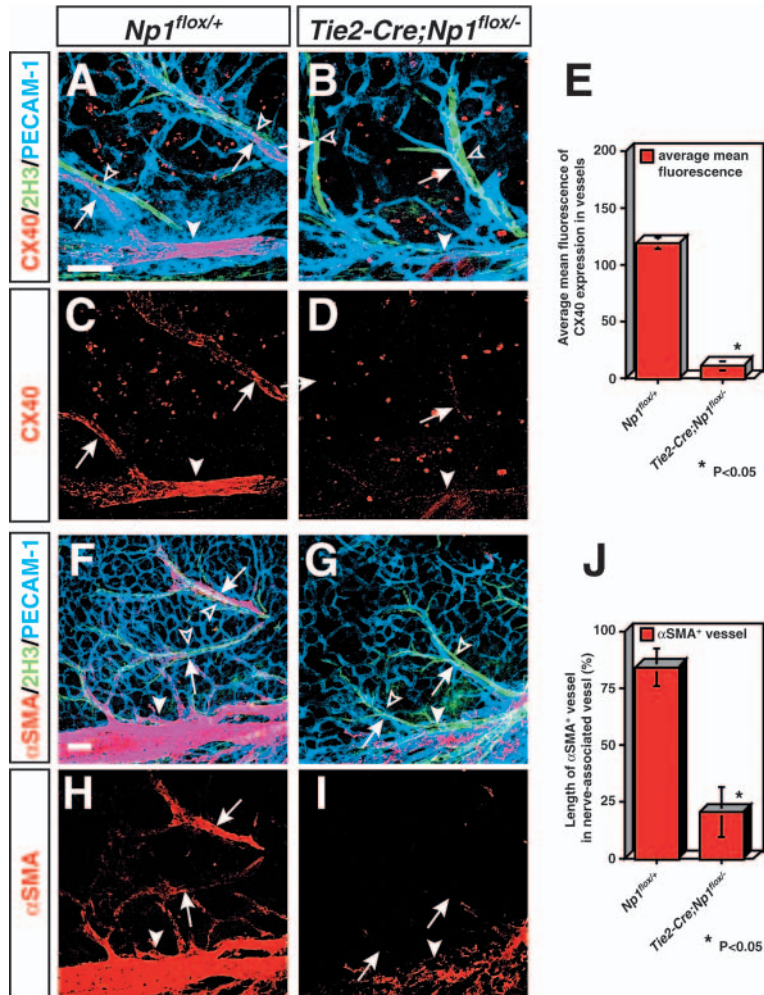 Np1flox/+
Tie2-Cre;Np1flox/-
CX40/2H3/PECAM-1
A
B
CX40
C
D
E
average mean
fluorescence
Average mean fluorescence of
CX40 expression in vessels
200
150
100
50
0
*
Np1flox/+
Tie2-Cre;Np1flox/-
* P<0.05
αSMA/2H3/PECAM-1
F
G
αSMA
H
I
J
αSMA+ vessel
Length of αSMA+ vessel
in nerve-associated vessl (%)
100
75
50
25
0
*
Np1flox/+
Tie2-Cre;Np1flox/-
* P<0.05